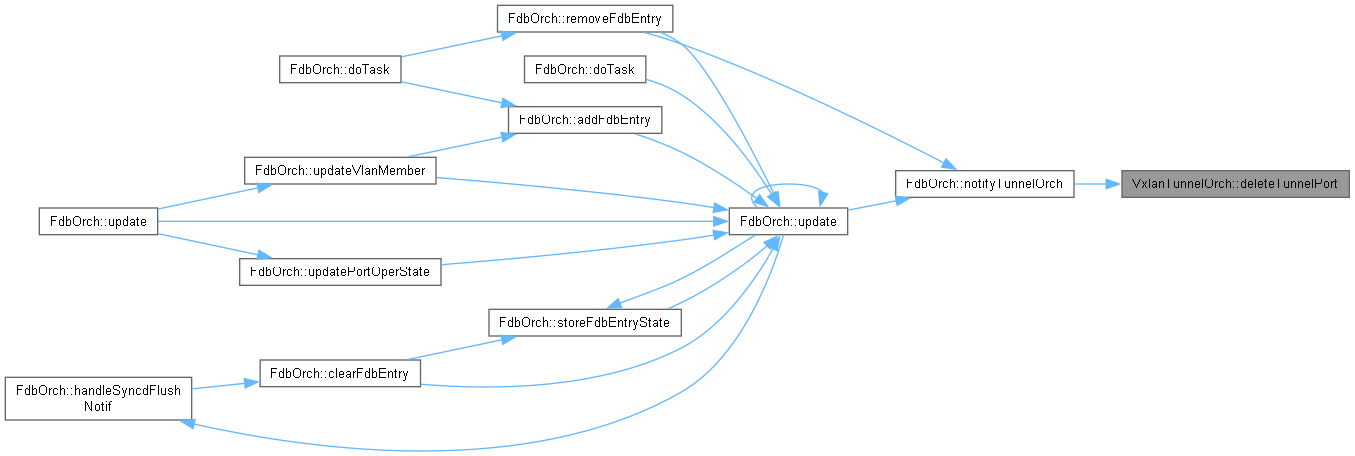 FdbOrch::removeFdbEntry
FdbOrch::doTask
FdbOrch::doTask
FdbOrch::addFdbEntry
FdbOrch::updateVlanMember
FdbOrch::notifyTunnelOrch
VxlanTunnelOrch::deleteTunnelPort
FdbOrch::update
FdbOrch::update
FdbOrch::updatePortOperState
FdbOrch::storeFdbEntryState
FdbOrch::clearFdbEntry
FdbOrch::handleSyncdFlush
Notif